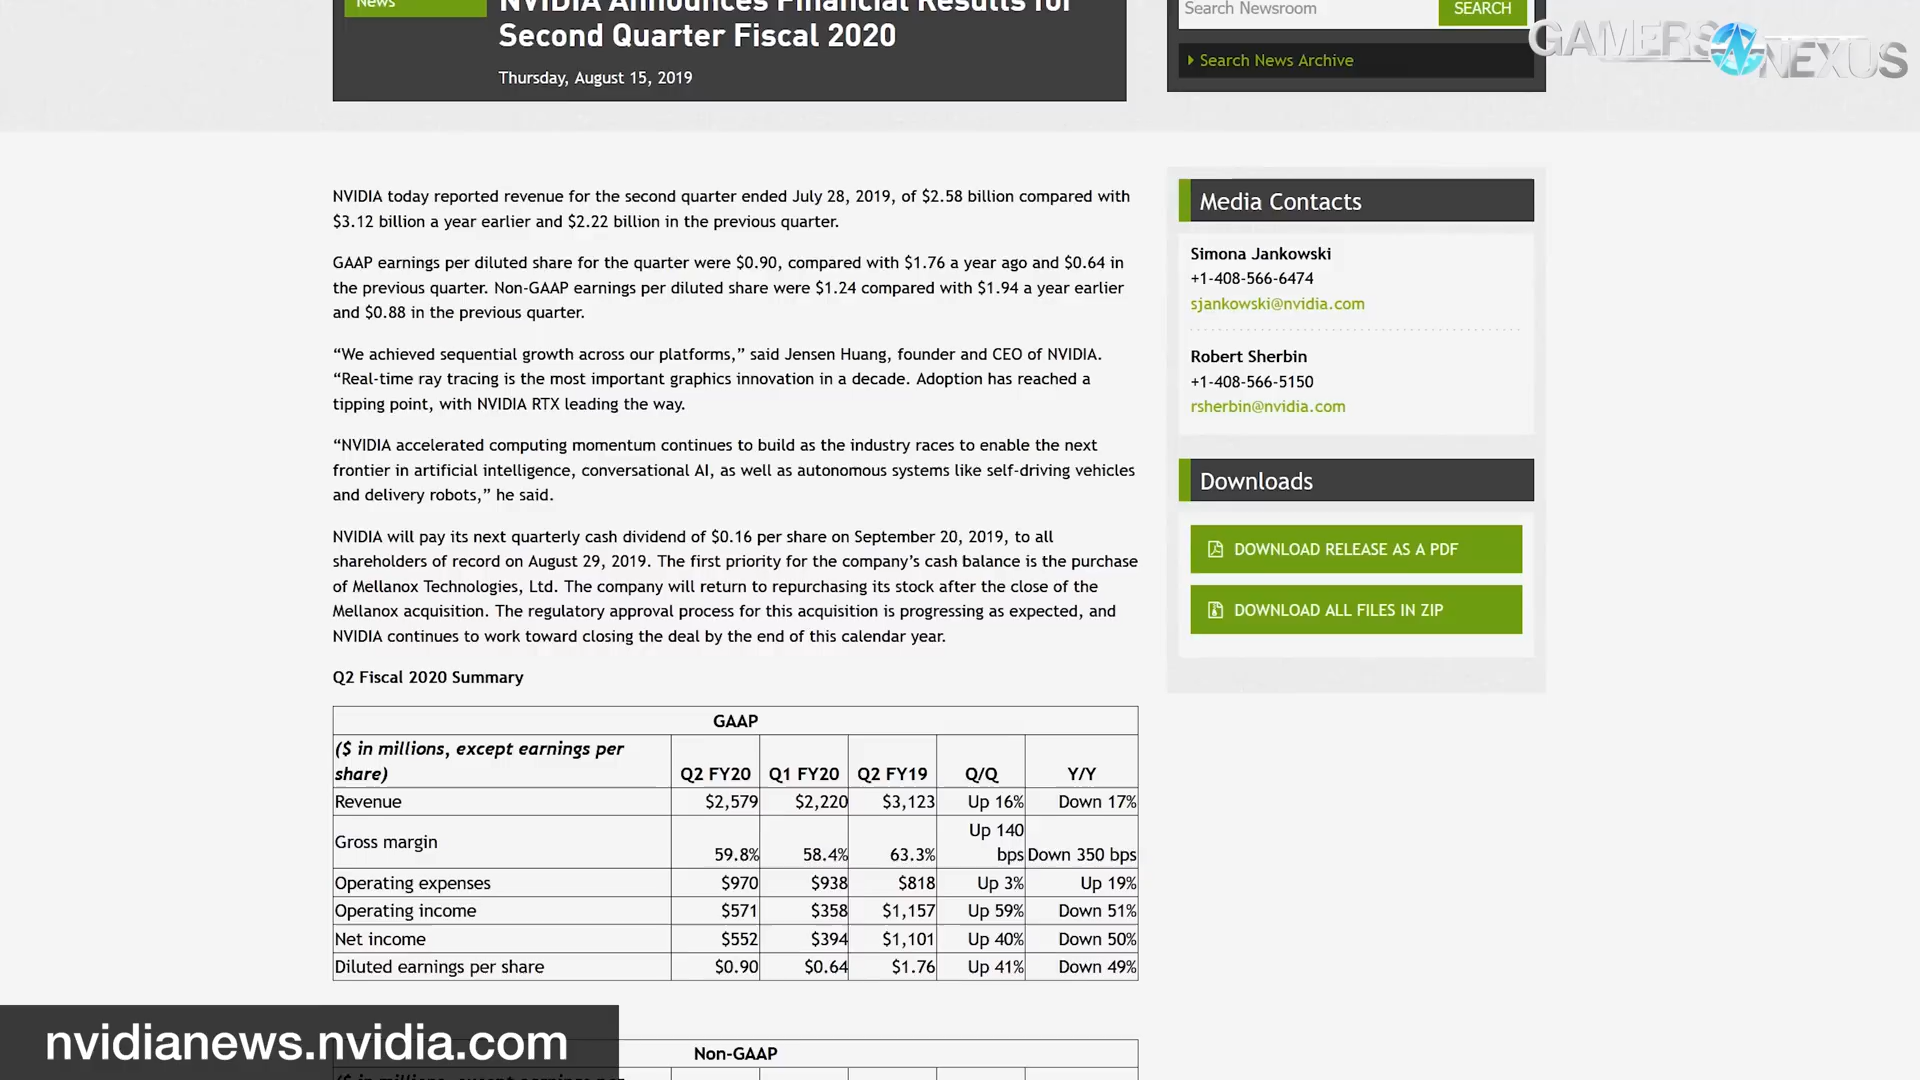 News
NVIDIA Announces Financial Results for
Second Quarter Fiscal 2020
Thursday, August 15, 2019
Search Newsroom
SEARCH
Search News Archive
GAMERS NEXUS
NVIDIA today reported revenue for the second quarter ended July 28, 2019, of $2.58 billion compared with
$3.12 billion a year earlier and $2.22 billion in the previous quarter.
GAAP earnings per diluted share for the quarter were $0.90, compared with $1.76 a year ago and $0.64 in
the previous quarter. Non-GAAP earnings per diluted share were $1.24 compared with $1.94 a year earlier
and $0.88 in the previous quarter.
“We achieved sequential growth across our platforms,” said Jensen Huang, founder and CEO of NVIDIA.
“Real-time ray tracing is the most important graphics innovation in a decade. Adoption has reached a
tipping point, with NVIDIA RTX leading the way.
“NVIDIA accelerated computing momentum continues to build as the industry races to enable the next
frontier in artificial intelligence, conversational AI, as well as autonomous systems like self-driving vehicles
and delivery robots,” he said.
NVIDIA will pay its next quarterly cash dividend of $0.16 per share on September 20, 2019, to all
shareholders of record on August 29, 2019. The first priority for the company’s cash balance is the purchase
of Mellanox Technologies, Ltd. The company will return to repurchasing its stock after the close of the
Mellanox acquisition. The regulatory approval process for this acquisition is progressing as expected, and
NVIDIA continues to work toward closing the deal by the end of this calendar year.
Q2 Fiscal 2020 Summary
GAAP
($ in millions, except earnings per
share) Q2 FY20 Q1 FY20 Q2 FY19 Q/Q Y/Y
Revenue $2,579 $2,220 $3,123 Up 16% Down 17%
Gross margin 59.8% 58.4% 63.3% Up 140 bps Down 350 bps
Operating expenses $970 $938 $818 Up 3% Up 19%
Operating income $571 $358 $1,157 Up 59% Down 51%
Net income $552 $394 $1,101 Up 40% Down 50%
Diluted earnings per share $0.90 $0.64 $1.76 Up 41% Down 49%
Non-GAAP
($ in millions, except earnings per
Media Contacts
Simona Jankowski
+1-408-566-6474
sjankowski@nvidia.com
Robert Sherbin
+1-408-566-5150
rsherbin@nvidia.com
Downloads
DOWNLOAD RELEASE AS A PDF
DOWNLOAD ALL FILES IN ZIP
nvidianews.nvidia.com